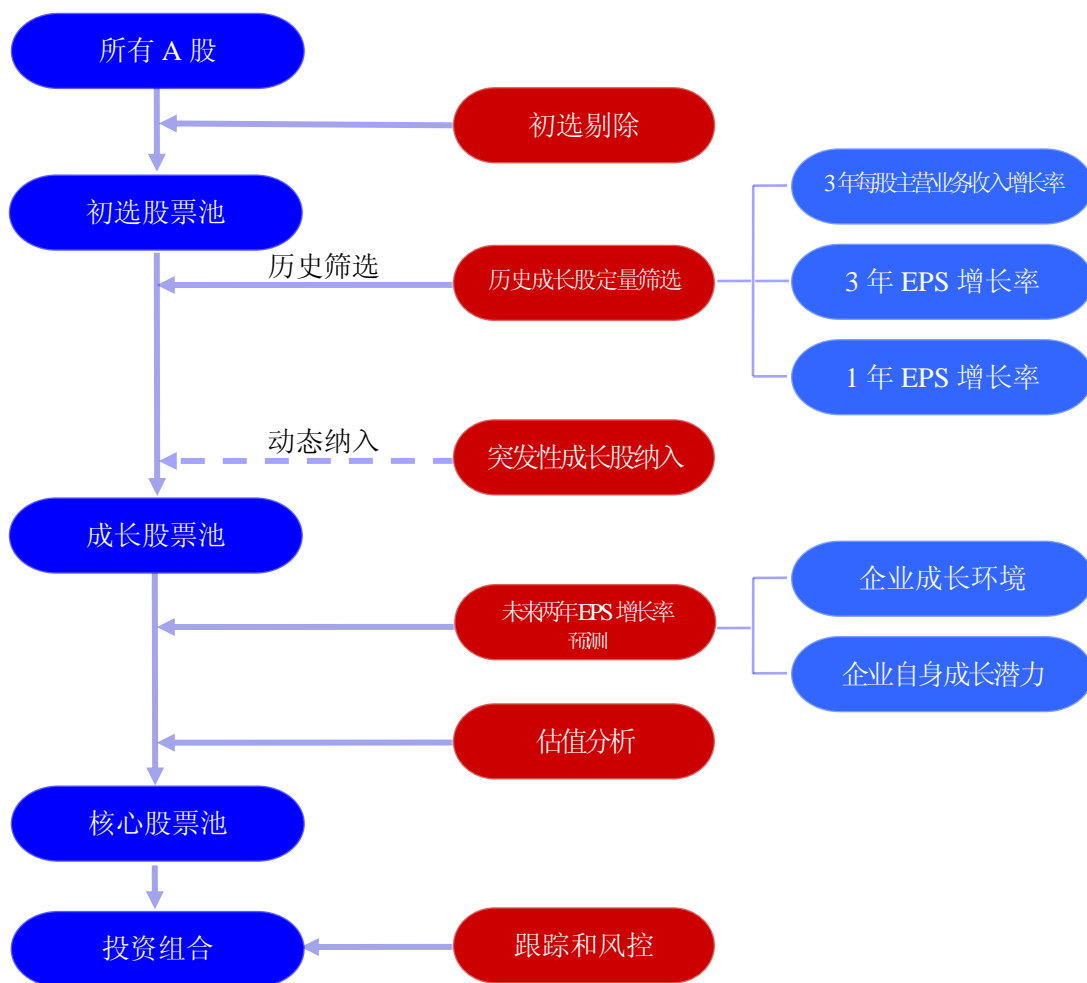 所有 A 股
初选剔除
初选股票池
3 年每股主营业务收入增长率
历史筛选
历史成长股定量筛选
3 年 EPS 增长率
1 年 EPS 增长率
动态纳入
突发性成长股纳入
成长股票池
企业成长环境
未来两年EPS 增长率
预测
企业自身成长潜力
估值分析
核心股票池
投资组合
跟踪和风控